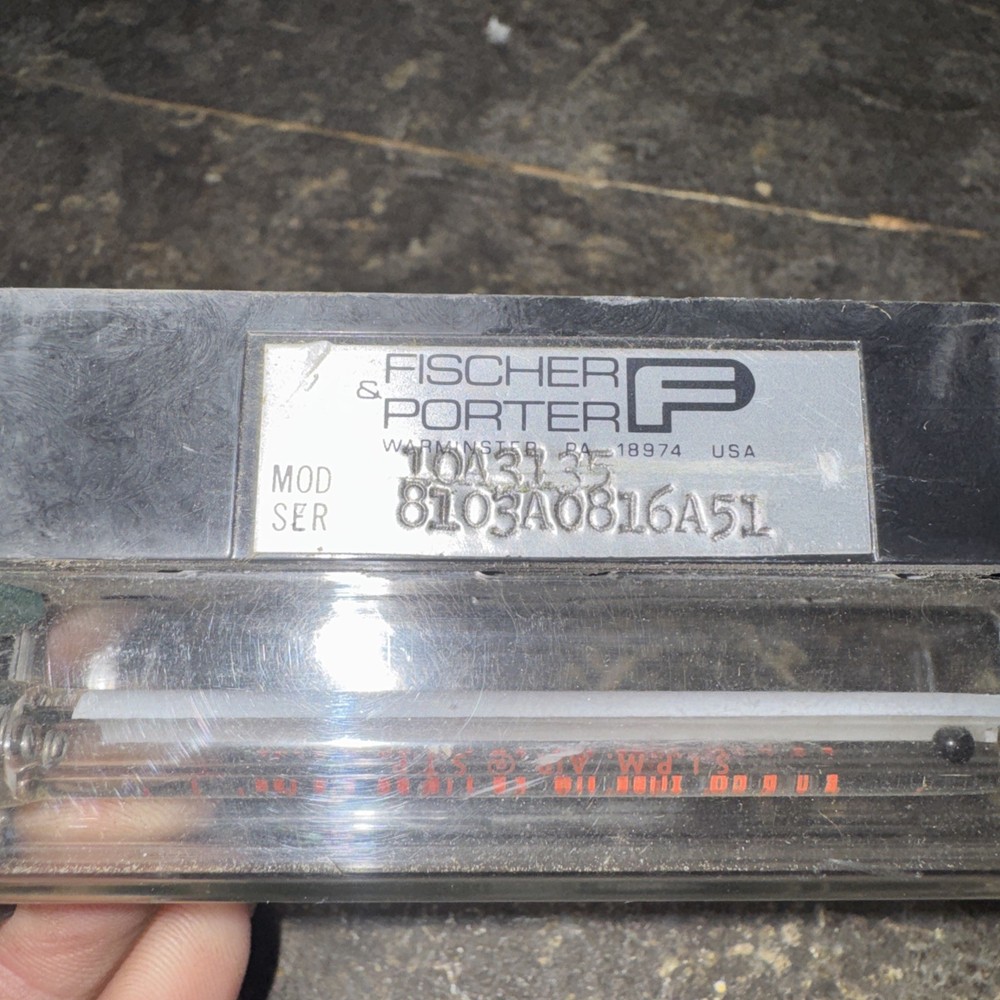 FISCHER
& PORTER
WARMINSTER, PA 18974 USA
MOD 10A3135
SER 8103A0816A51